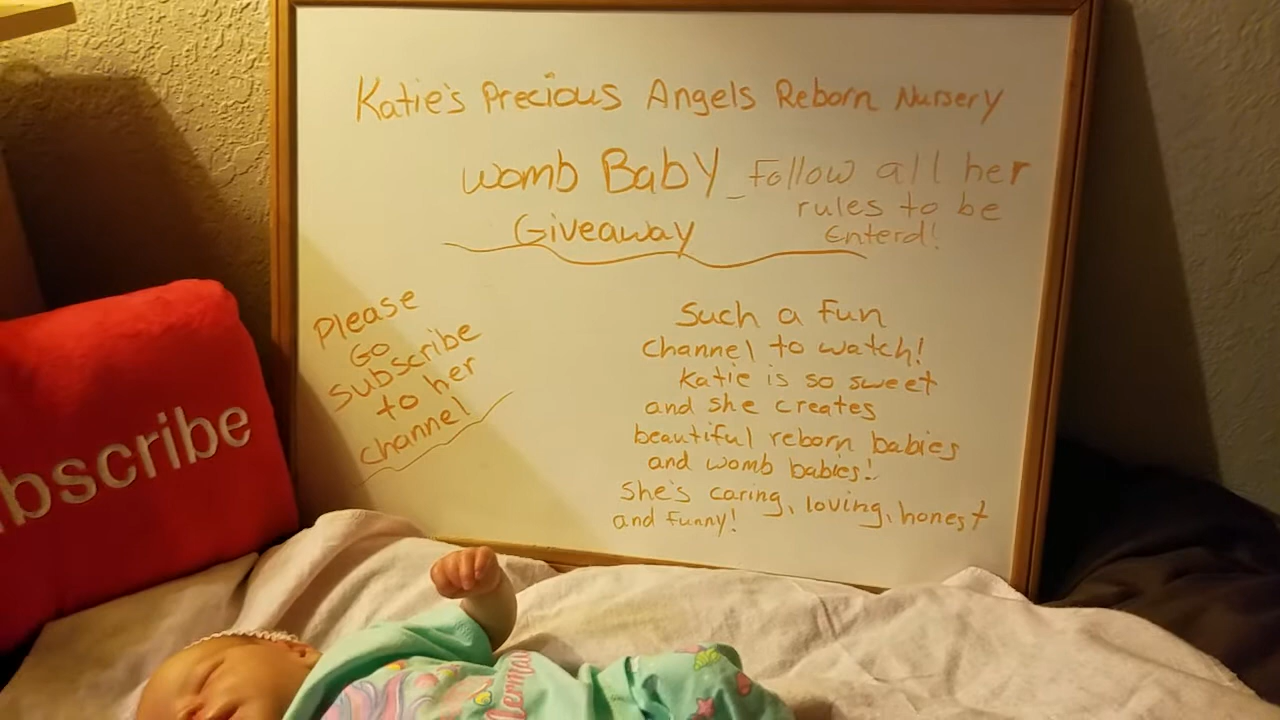 Katie's Precious Angels Reborn Nursery
Womb Baby - Follow all her
rules to be
Enterd!
Giveaway
Please
Go
subscribe
to her
channel
Such a fun
Channel to watch!
Katie is so sweet
and she creates
beautiful reborn babies
and womb babies!
She's caring, loving, honest
and funny!
bscribe
Merma